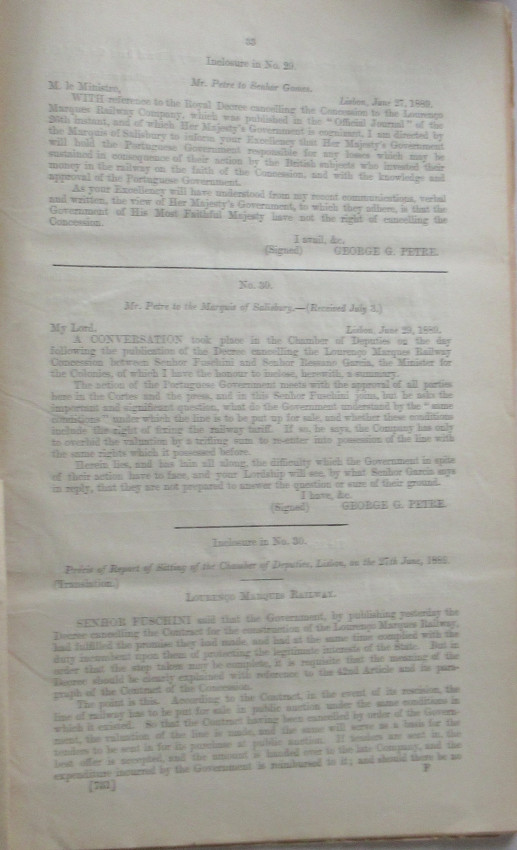 33
Inclosure in No. 29.
Mr. Petre to Senhor Gomes.
M. le Ministre, Lisbon, June 27, 1889.
WITH reference to the Royal Decree cancelling the Concession to the Lourenço
Marques Railway Company, which was published in the "Official Journal" of the
26th instant, and of which Her Majesty's Government is cognizant, I am directed by
the Marquis of Salisbury to inform your Excellency that Her Majesty's Government
will hold the Portuguese Government responsible for any losses which may be
sustained in consequence of their action by the British subjects who invested their
money in the railway on the faith of the Concession, and with the knowledge and
approval of the Portuguese Government.
As your Excellency will have understood from my recent communications, verbal
and written, the view of Her Majesty's Government, to which they adhere, is that the
Government of His Most Faithful Majesty have not the right of cancelling the
Concession.
I avail, &c.
(Signed) GEORGE G. PETRE.
No. 30.
Mr. Petre to the Marquis of Salisbury.—(Received July 3.)
My Lord, Lisbon, June 29, 1889.
A CONVERSATION took place in the Chamber of Deputies on the day
following the publication of the Decree cancelling the Lourenço Marques Railway
Concession between Senhor Fuschini and Senhor Ressano Garcia, the Minister for
the Colonies, of which I have the honour to inclose, herewith, a summary.
The action of the Portuguese Government meets with the approval of all parties
here in the Cortes and the press, and in this Senhor Fuschini joins, but he asks the
important and significant question, what do the Government understand by the "same
conditions" under which the line is to be put up for sale, and whether these conditions
include the right of fixing the railway tariff. If so, he says, the Company has only
to overbid the valuation by a trifling sum to re-enter into possession of the line with
the same rights which it possessed before.
Herein lies, and has lain all along, the difficulty which the Government in spite
of their action have to face, and your Lordship will see, by what Senhor Garcia says
in reply, that they are not prepared to answer the question or sure of their ground.
I have, &c.
(Signed) GEORGE G. PETRE.
Inclosure in No. 30.
Précis of Report of Sitting of the Chamber of Deputies, Lisbon, on the 27th June, 1889.
(Translation.)
LOURENÇO MARQUES RAILWAY.
SENHOR FUSCHINI said that the Government, by publishing yesterday the
Decree cancelling the Contract for the construction of the Lourenço Marques Railway,
had fulfilled the promise they had made, and had at the same time complied with the
duty incumbent upon them of protecting the legitimate interests of the State. But in
order that the step taken may be complete, it is requisite that the meaning of the
Decree should be clearly explained with reference to the 42nd Article and its para-
graph of the Contract of the Concession.
The point is this. According to the Contract, in the event of its rescision, the
line of railway has to be put for sale in public auction under the same conditions in
which it existed. So that the Contract having been cancelled by order of the Govern-
ment, the valuation of the line is made, and the same will serve as a basis for the
tenders to be sent in for its purchase at public auction. If tenders are sent in, the
best offer is accepted, and the amount is handed over to the late Company, and the
expenditure incurred by the Government is reimbursed to it; and should there be no
[763] F